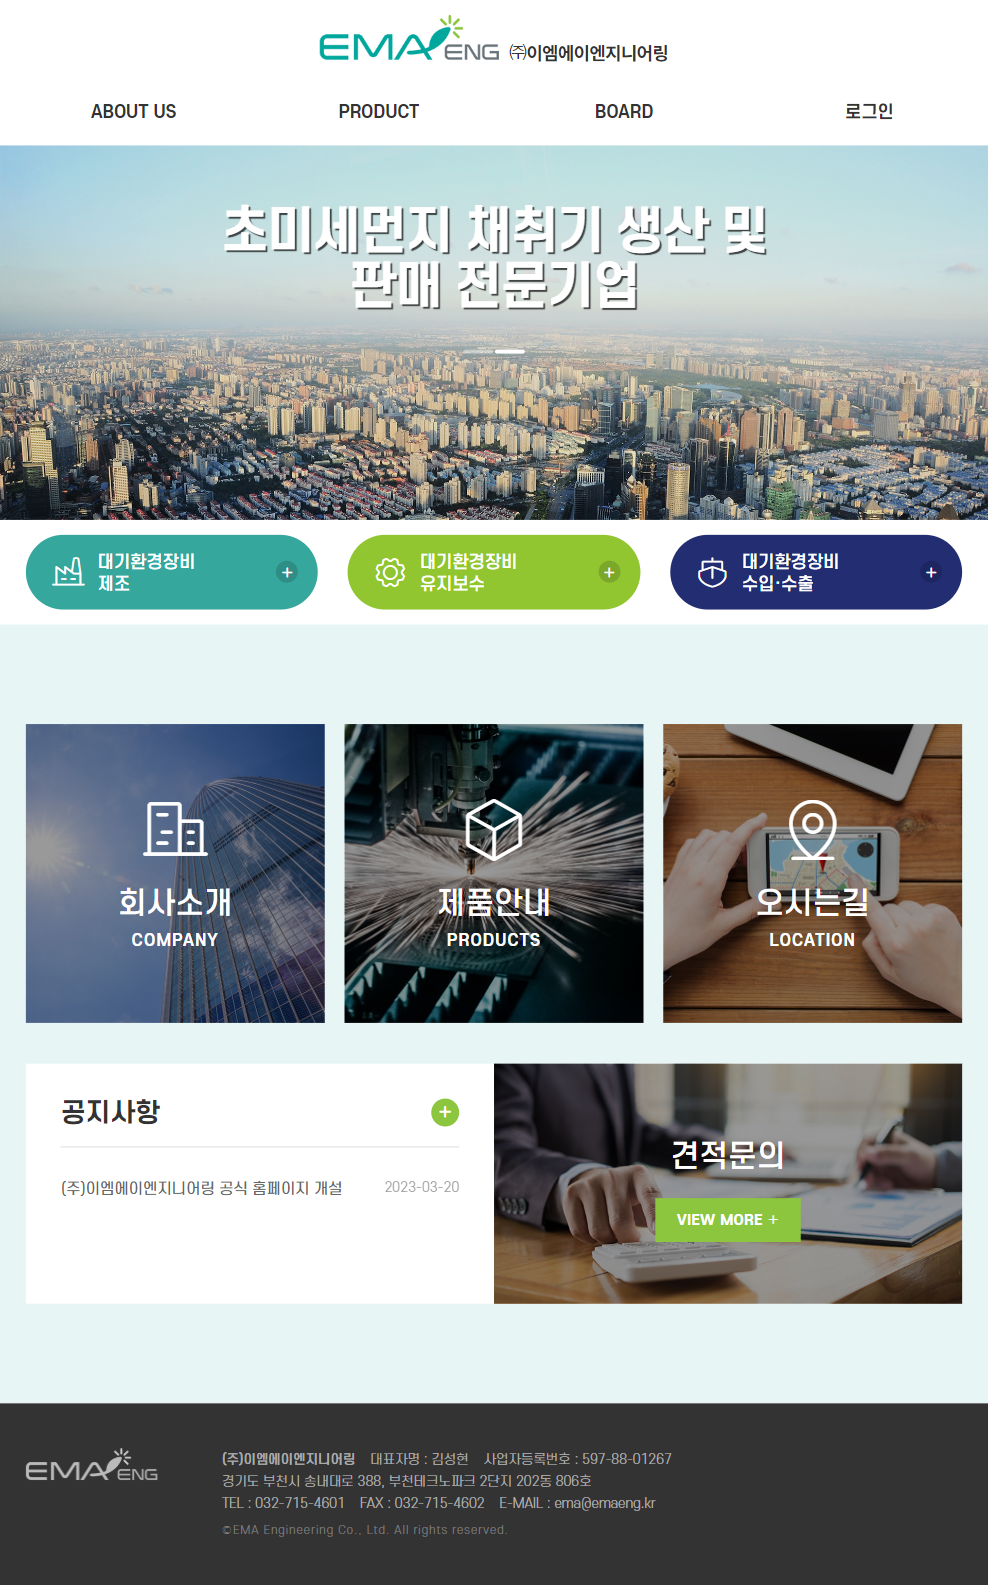 EMA ENG ㈜이엠에이엔지니어링
ABOUT US PRODUCT BOARD 로그인
초미세먼지 채취기 생산 및
판매 전문기업
대기환경장비
제조
대기환경장비
유지보수
대기환경장비
수입·수출
회사소개
COMPANY
제품안내
PRODUCTS
오시는길
LOCATION
공지사항
(주)이엠에이엔지니어링 공식 홈페이지 개설 2023-03-20
견적문의
VIEW MORE +
EMA ENG
(주)이엠에이엔지니어링 대표자명 : 김성현 사업자등록번호 : 597-88-01267
경기도 부천시 송내대로 388, 부천테크노파크 2단지 202동 806호
TEL : 032-715-4601 FAX : 032-715-4602 E-MAIL : ema@emaeng.kr
©EMA Engineering Co., Ltd. All rights reserved.